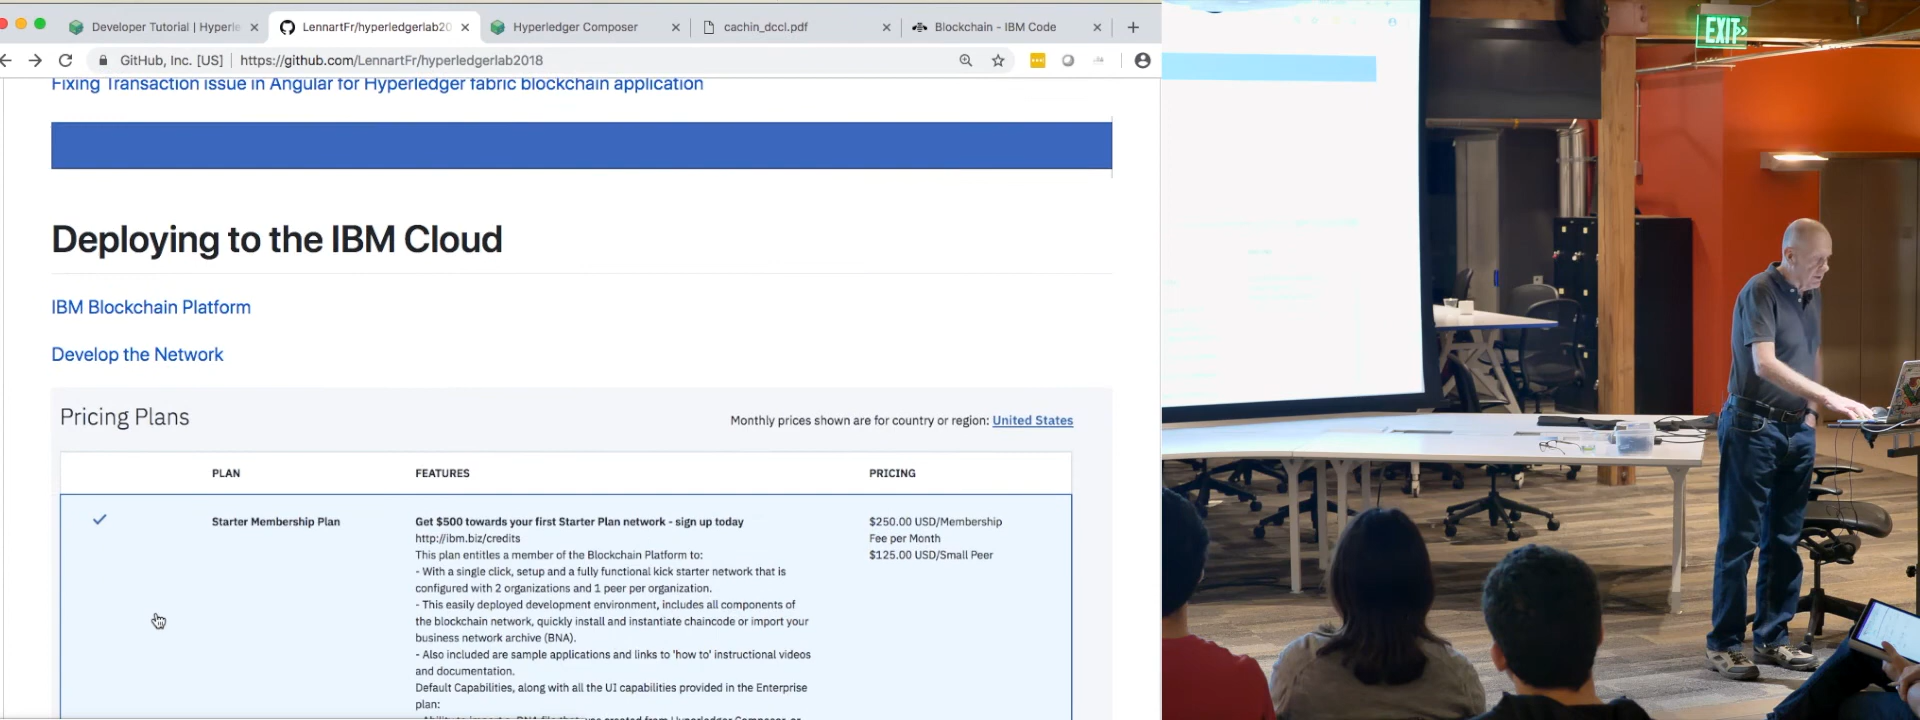 Developer Tutorial | Hyperle
LennartFr/hyperledgerlab20
Hyperledger Composer
cachin_dccl.pdf
Blockchain - IBM Code
GitHub, Inc. [US]
https://github.com/LennartFr/hyperledgerlab2018
Fixing Transaction issue in Angular for Hyperledger fabric blockchain application
Deploying to the IBM Cloud
IBM Blockchain Platform
Develop the Network
Pricing Plans
Monthly prices shown are for country or region: United States
PLAN FEATURES PRICING
Starter Membership Plan
Get $500 towards your first Starter Plan network - sign up today
http://ibm.biz/credits
This plan entitles a member of the Blockchain Platform to:
- With a single click, setup and a fully functional kick starter network that is
configured with 2 organizations and 1 peer per organization.
- This easily deployed development environment, includes all components of
the blockchain network, quickly install and instantiate chaincode or import your
business network archive (BNA).
- Also included are sample applications and links to 'how to' instructional videos
and documentation.
Default Capabilities, along with all the UI capabilities provided in the Enterprise
plan:
$250.00 USD/Membership
Fee per Month
$125.00 USD/Small Peer
EXIT